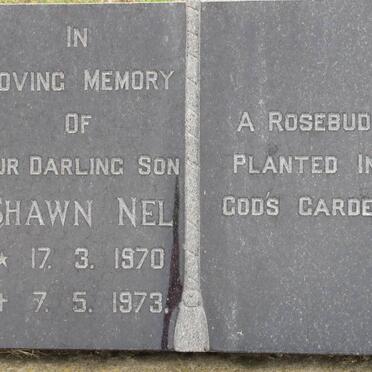 IN
OVING MEMORY
OF
UR DARLING SON
SHAWN NEL
* 17. 3. 1970
† 7. 5. 1973.
A ROSEBUD
PLANTED IN
GOD'S GARDE